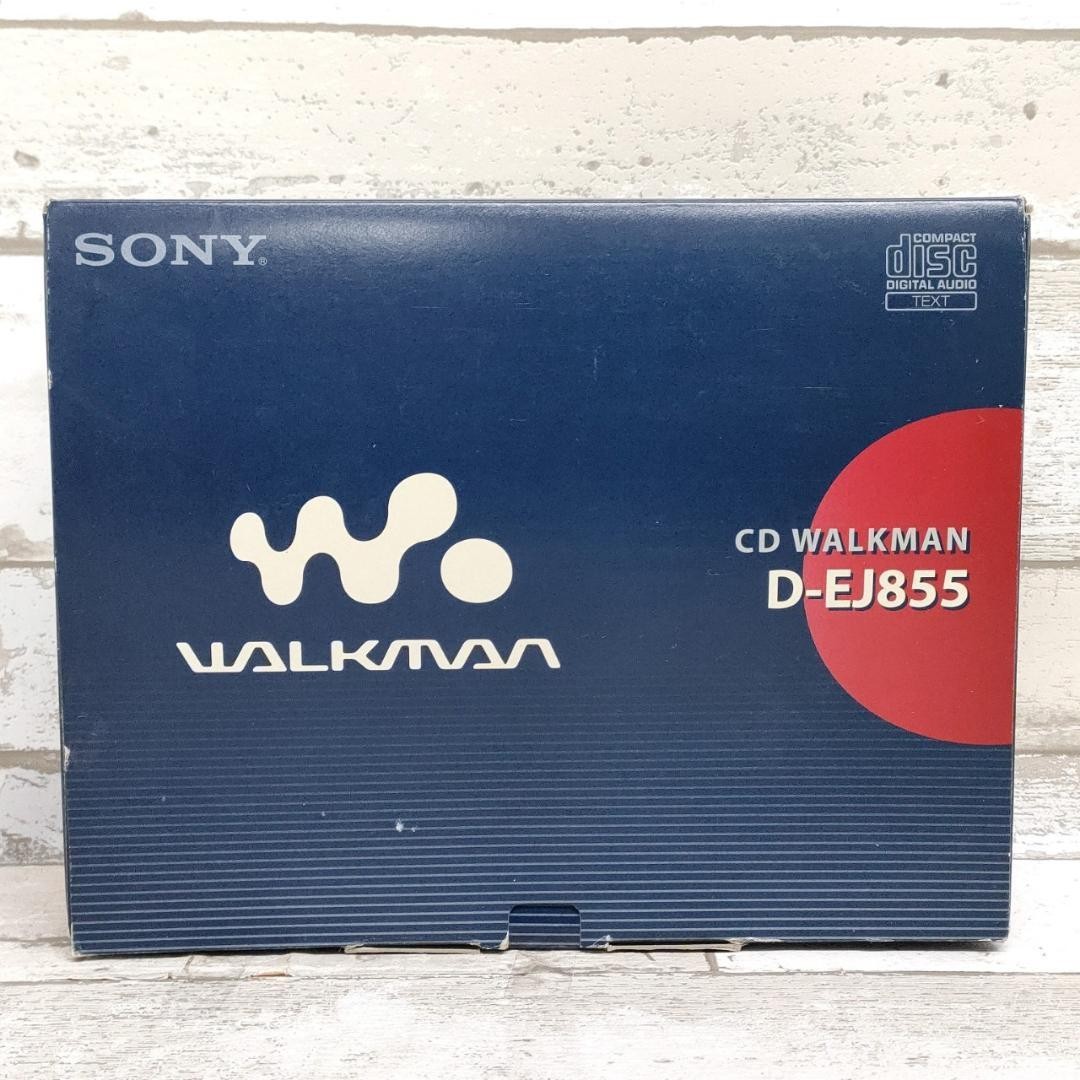 SONY®
COMPACT
disc
DIGITAL AUDIO
TEXT
CD WALKMAN
D-EJ855
WALKMAN